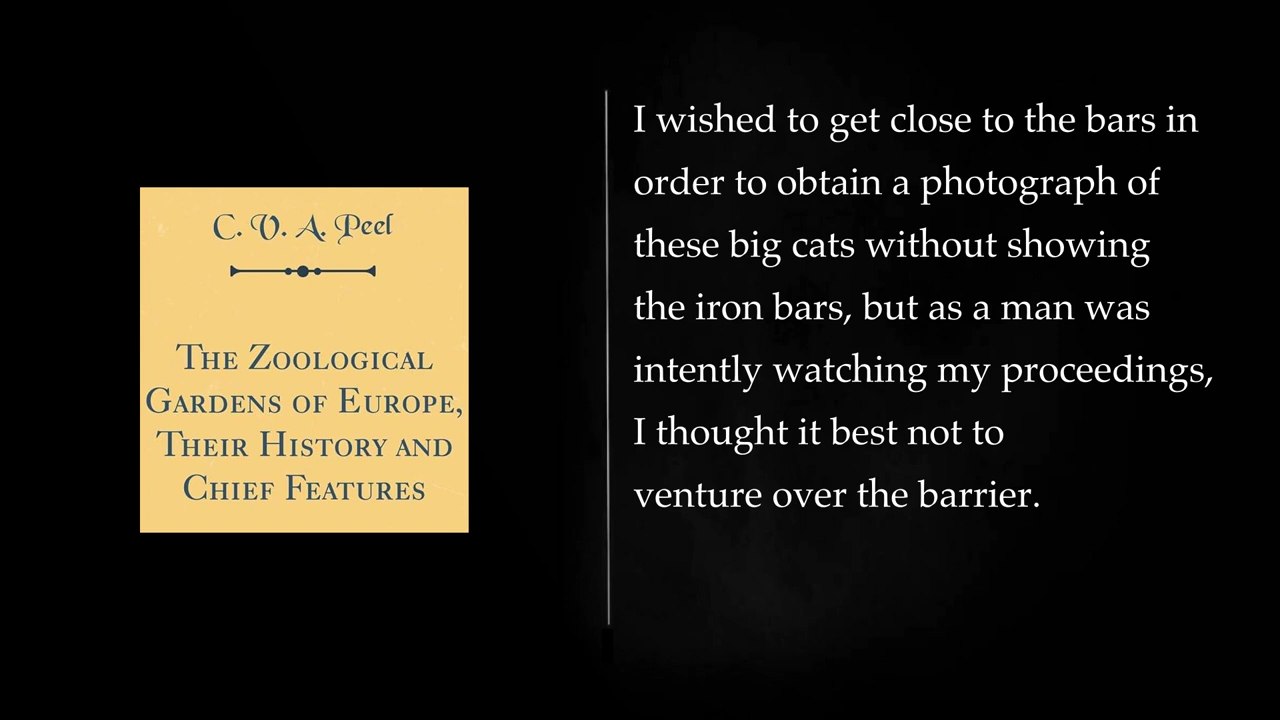 C. V. A. Peel
The Zoological
Gardens of Europe,
Their History and
Chief Features
I wished to get close to the bars in
order to obtain a photograph of
these big cats without showing
the iron bars, but as a man was
intently watching my proceedings,
I thought it best not to
venture over the barrier.